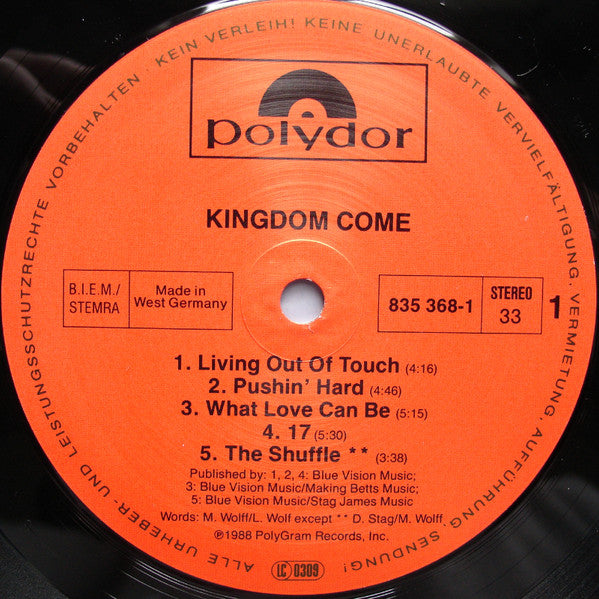 ALLE URHEBER- UND LEISTUNGSSCHUTZRECHTE VORBEHALTEN · KEIN VERLEIH! KEINE UNERLAUBTE VERVIELFÄLTIGUNG, VERMIETUNG, AUFFÜHRUNG, SENDUNG!
polydor
KINGDOM COME
B.I.E.M./
STEMRA
Made in
West Germany
835 368-1
STEREO
33
1
1. Living Out Of Touch (4:16)
2. Pushin' Hard (4:46)
3. What Love Can Be (5:15)
4. 17 (5:30)
5. The Shuffle ** (3:38)
Published by: 1, 2, 4: Blue Vision Music;
3: Blue Vision Music/Making Betts Music;
5: Blue Vision Music/Stag James Music
Words: M. Wolff/L. Wolf except ** D. Stag/M. Wolff
℗1988 PolyGram Records, Inc.
LC 0309